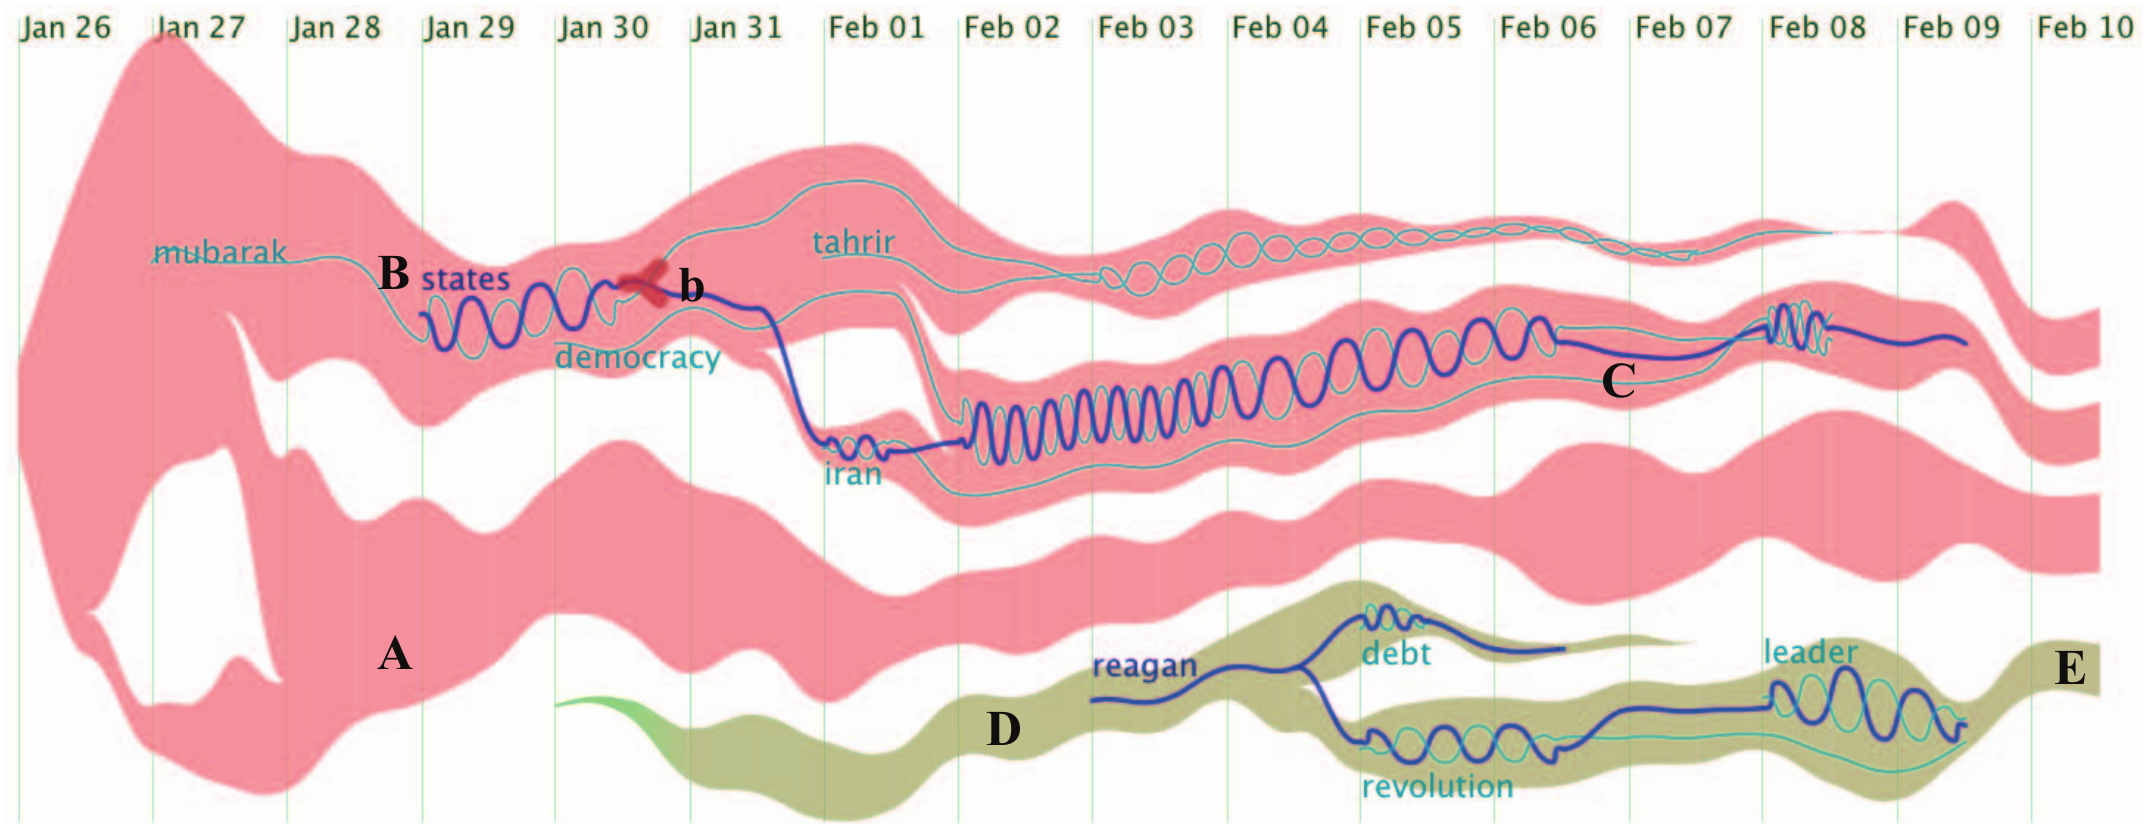 Jan 26 Jan 27 Jan 28 Jan 29 Jan 30 Jan 31 Feb 01 Feb 02 Feb 03 Feb 04 Feb 05 Feb 06 Feb 07 Feb 08 Feb 09 Feb 10
tahrir
mubarak
B states b
democracy
C
iran
A
debt
leader
reagan
E
D
revolution